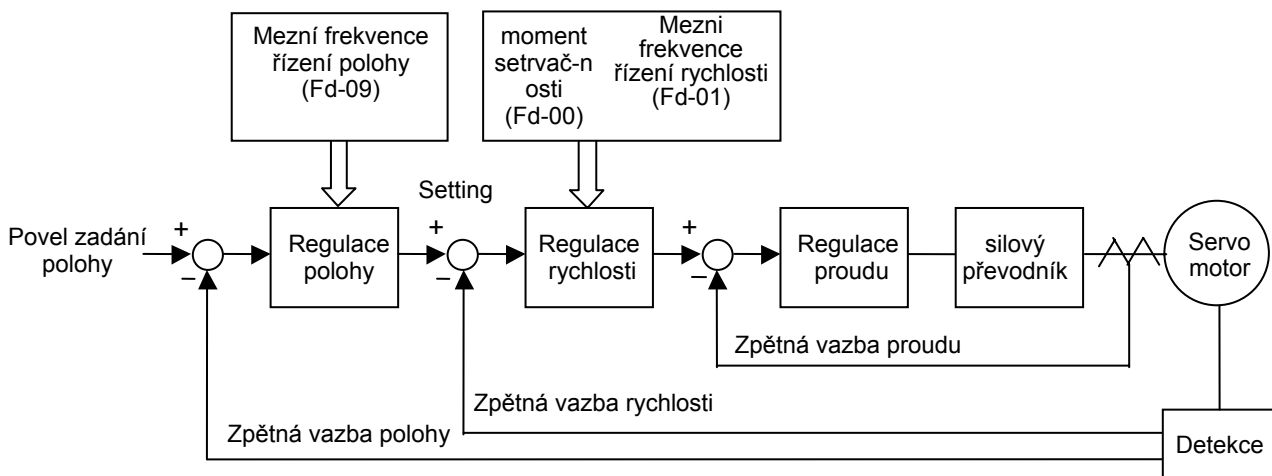 Mezní frekvence
řízení polohy
(Fd-09)
moment
setrvač-n
osti
(Fd-00)
Mezni
frekvence
řízení rychlosti
(Fd-01)
Setting
Povel zadání
polohy
+
−
Regulace
polohy
+
−
Regulace
rychlosti
+
−
Regulace
proudu
silový
převodník
Servo
motor
Zpětná vazba proudu
Zpětná vazba rychlosti
Zpětná vazba polohy
Detekce